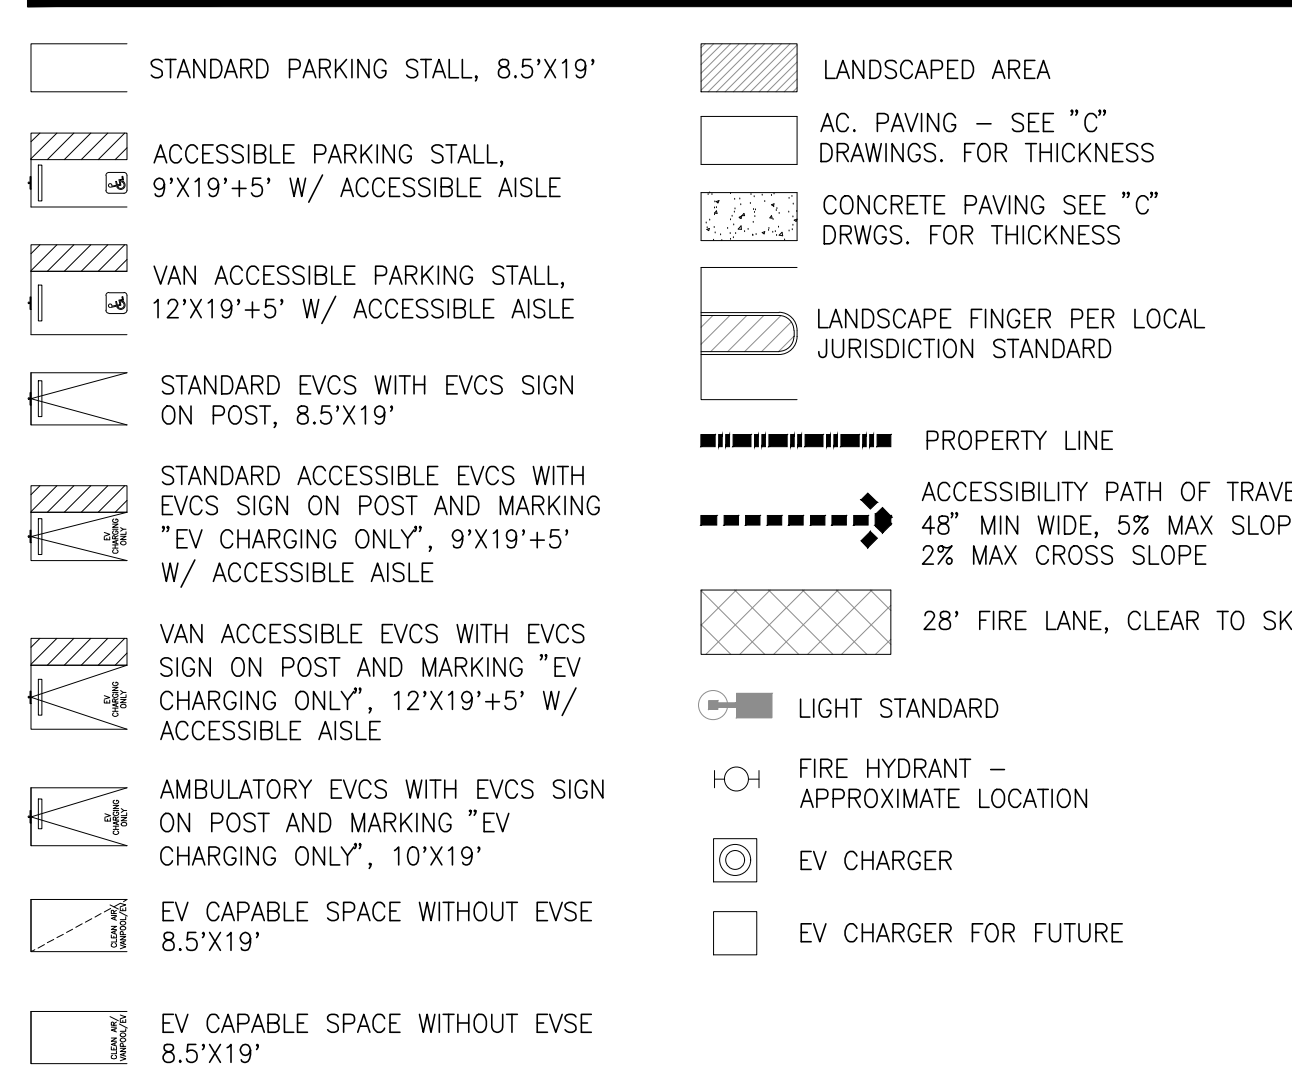 STANDARD PARKING STALL, 8.5'X19'
ACCESSIBLE PARKING STALL,
9'X19'+5' W/ ACCESSIBLE AISLE
VAN ACCESSIBLE PARKING STALL,
12'X19'+5' W/ ACCESSIBLE AISLE
STANDARD EVCS WITH EVCS SIGN
ON POST, 8.5'X19'
EV
CHARGING
ONLY
STANDARD ACCESSIBLE EVCS WITH
EVCS SIGN ON POST AND MARKING
"EV CHARGING ONLY", 9'X19'+5'
W/ ACCESSIBLE AISLE
EV
CHARGING
ONLY
VAN ACCESSIBLE EVCS WITH EVCS
SIGN ON POST AND MARKING "EV
CHARGING ONLY", 12'X19'+5' W/
ACCESSIBLE AISLE
EV
CHARGING
ONLY
AMBULATORY EVCS WITH EVCS SIGN
ON POST AND MARKING "EV
CHARGING ONLY", 10'X19'
CLEAN AIR/
VANPOOL/EV
EV CAPABLE SPACE WITHOUT EVSE
8.5'X19'
CLEAN AIR/
VANPOOL/EV
EV CAPABLE SPACE WITHOUT EVSE
8.5'X19'
LANDSCAPED AREA
AC. PAVING – SEE "C"
DRAWINGS. FOR THICKNESS
CONCRETE PAVING SEE "C"
DRWGS. FOR THICKNESS
LANDSCAPE FINGER PER LOCAL
JURISDICTION STANDARD
PROPERTY LINE
ACCESSIBILITY PATH OF TRAVE
48" MIN WIDE, 5% MAX SLOP
2% MAX CROSS SLOPE
28' FIRE LANE, CLEAR TO SK
LIGHT STANDARD
FIRE HYDRANT –
APPROXIMATE LOCATION
EV CHARGER
EV CHARGER FOR FUTURE